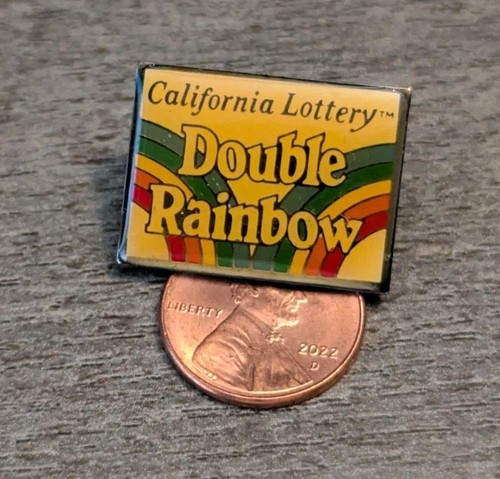 California Lottery™
Double
Rainbow
LIBERTY
2022
D